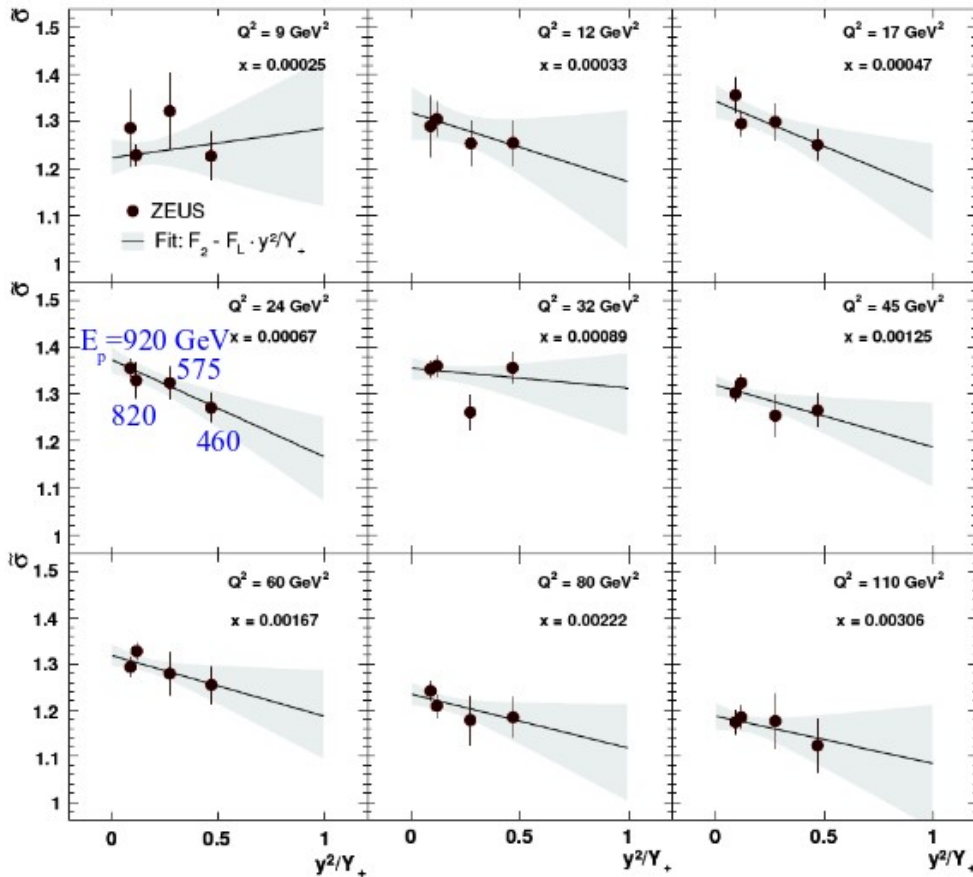 σ̃
1.5
1.4
1.3
1.2
1.1
1
Q² = 9 GeV²
x = 0.00025
ZEUS
Fit: F₂ - F_L · y²/Y₊
Q² = 12 GeV²
x = 0.00033
Q² = 17 GeV²
x = 0.00047
σ̃
1.5
1.4
1.3
1.2
1.1
1
Q² = 24 GeV²
x = 0.00067
E_p =920 GeV
575
820
460
Q² = 32 GeV²
x = 0.00089
Q² = 45 GeV²
x = 0.00125
σ̃
1.5
1.4
1.3
1.2
1.1
1
Q² = 60 GeV²
x = 0.00167
Q² = 80 GeV²
x = 0.00222
Q² = 110 GeV²
x = 0.00306
0 0.5 1
y²/Y₊
0 0.5 1
y²/Y₊
0 0.5 1
y²/Y₊